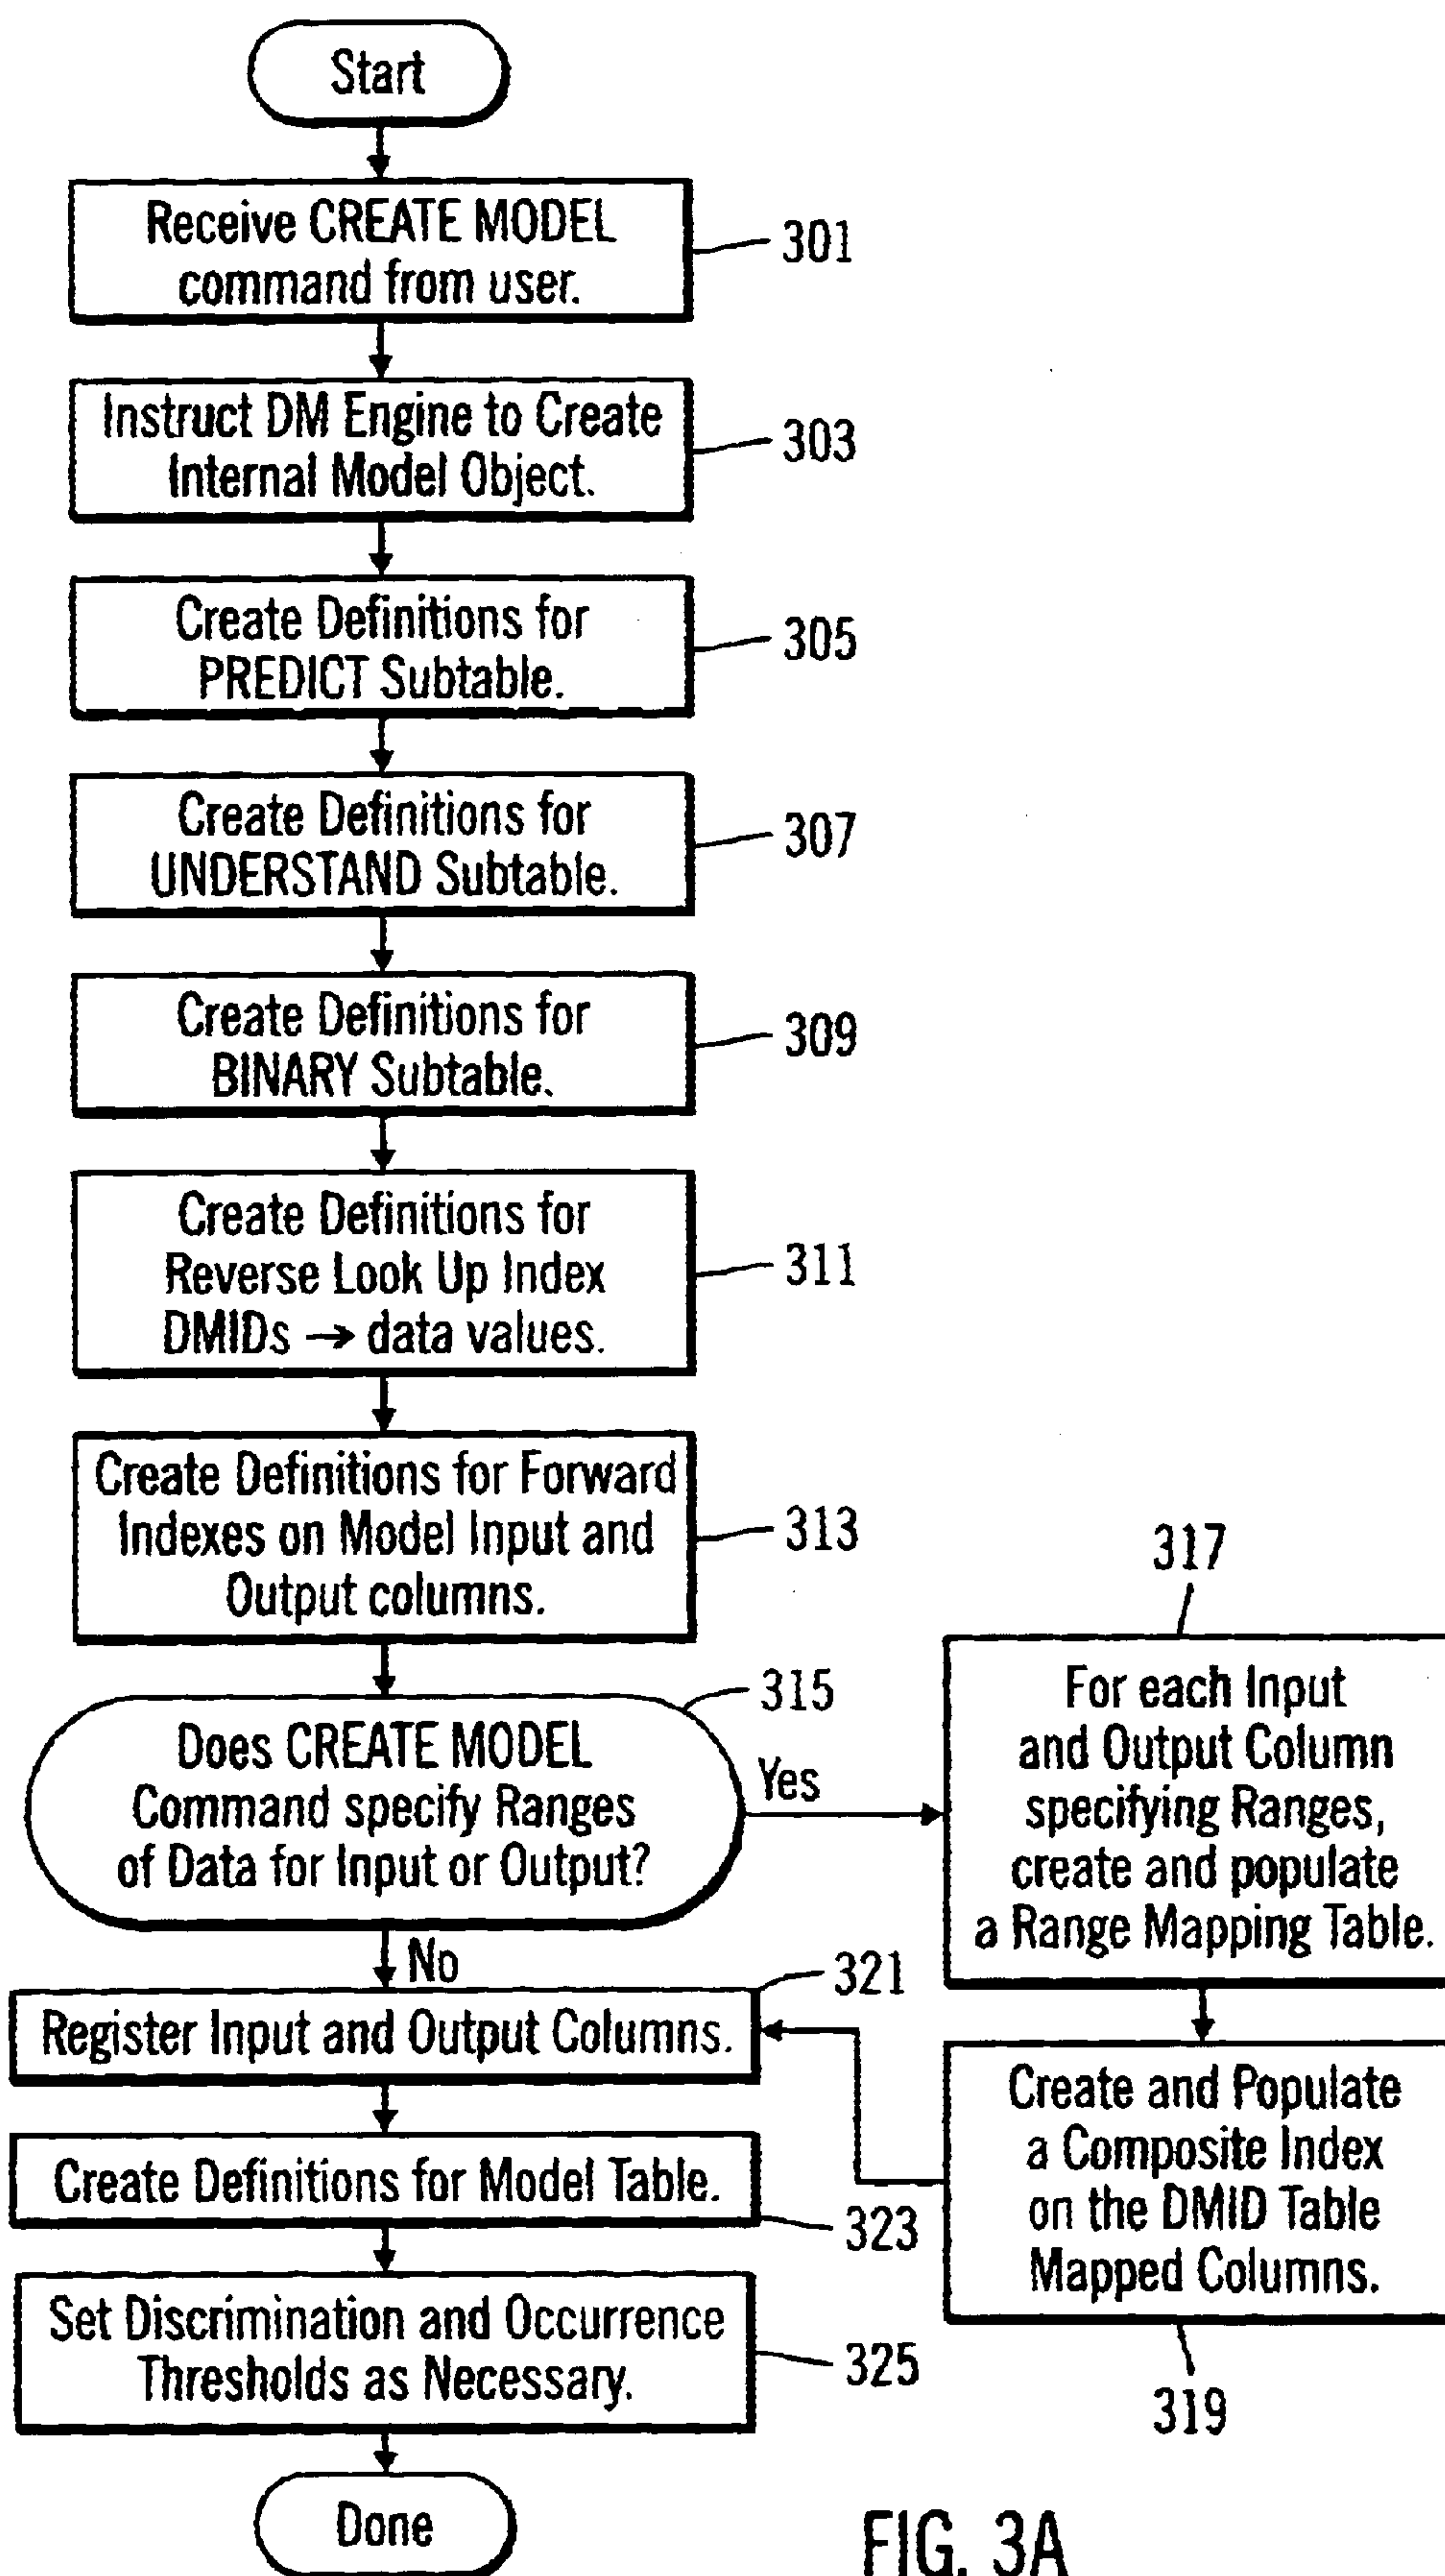 Start
Receive CREATE MODEL
command from user.
301
Instruct DM Engine to Create
Internal Model Object.
303
Create Definitions for
PREDICT Subtable.
305
Create Definitions for
UNDERSTAND Subtable.
307
Create Definitions for
BINARY Subtable.
309
Create Definitions for
Reverse Look Up Index
DMIDs → data values.
311
Create Definitions for Forward
Indexes on Model Input and
Output columns.
313
Does CREATE MODEL
Command specify Ranges
of Data for Input or Output?
315
Yes
No
317
For each Input
and Output Column
specifying Ranges,
create and populate
a Range Mapping Table.
Create and Populate
a Composite Index
on the DMID Table
Mapped Columns.
319
Register Input and Output Columns.
321
Create Definitions for Model Table.
323
Set Discrimination and Occurrence
Thresholds as Necessary.
325
Done
FIG. 3A